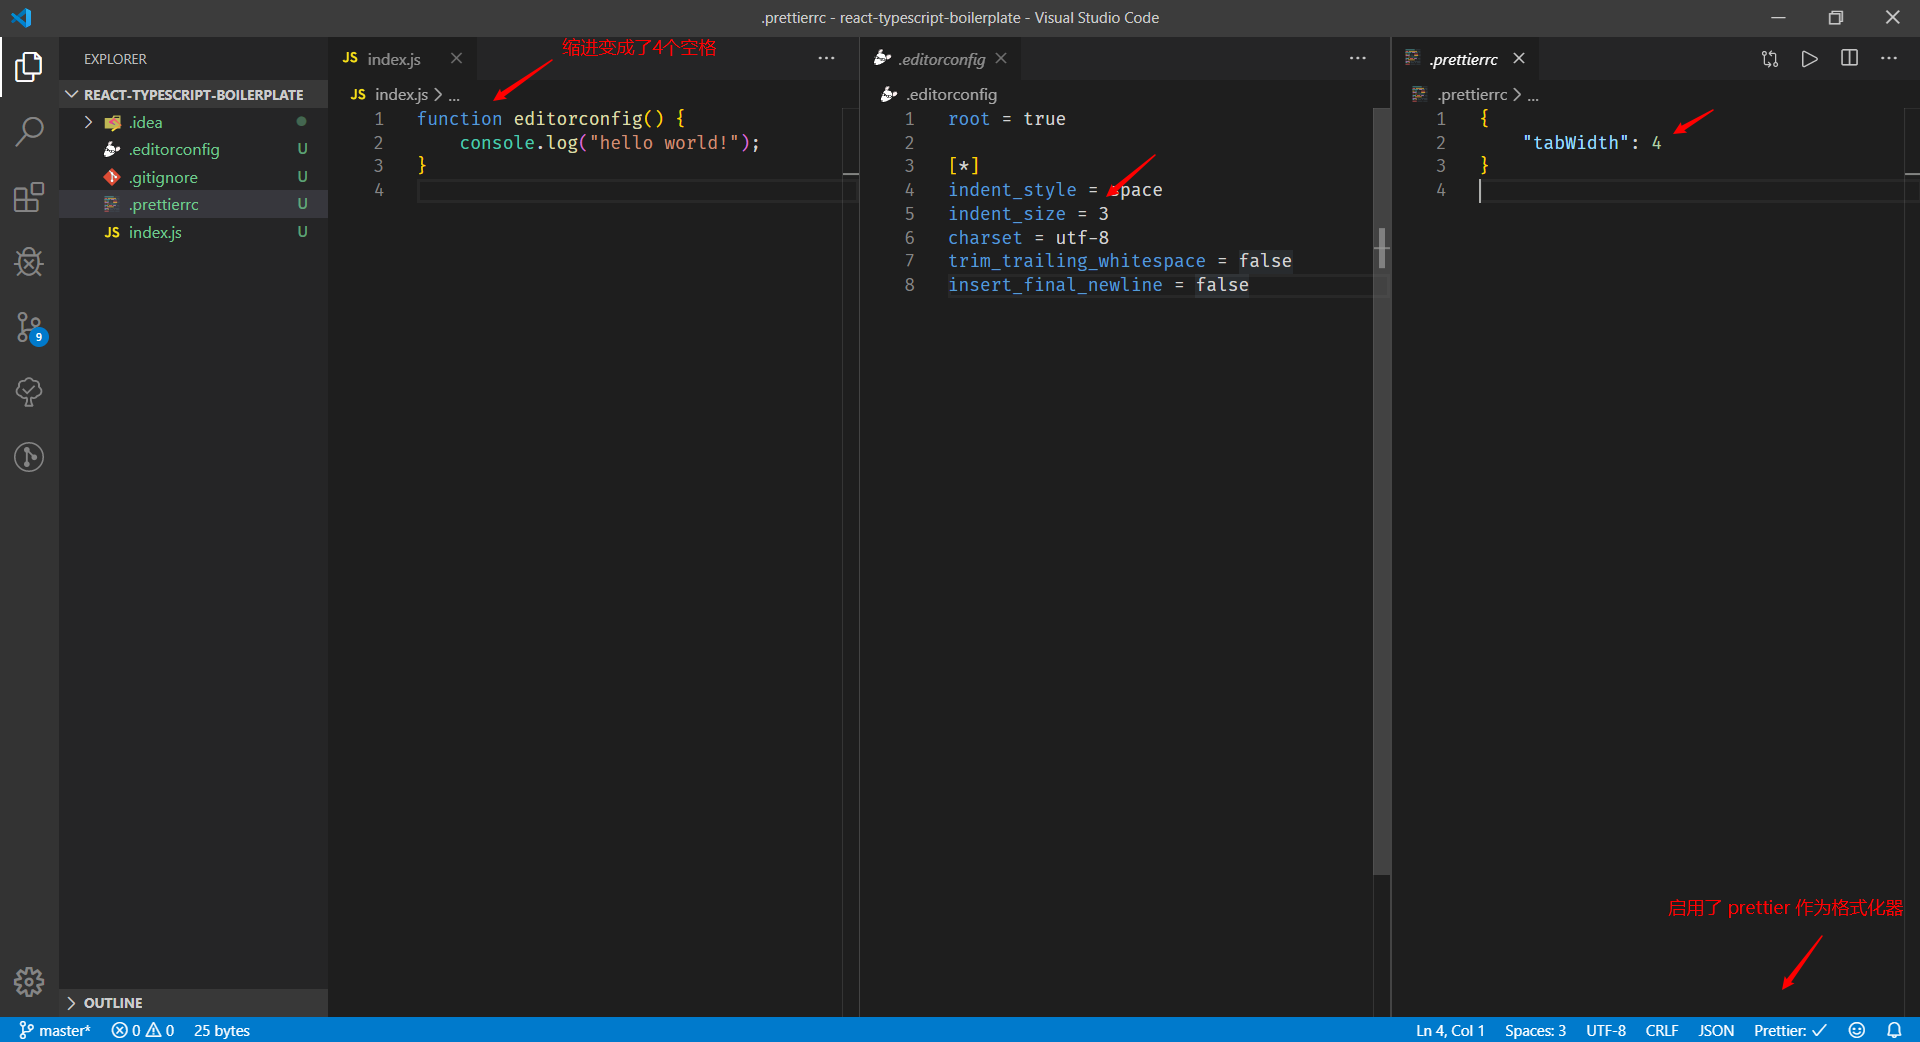 .prettierrc - react-typescript-boilerplate - Visual Studio Code
EXPLORER
REACT-TYPESCRIPT-BOILERPLATE
.idea
.editorconfig U
.gitignore U
.prettierrc U
JS index.js U
OUTLINE
JS index.js
缩进变成了4个空格
JS index.js > ...
1 function editorconfig() {
2     console.log("hello world!");
3 }
4
.editorconfig
.editorconfig
1 root = true
2
3 [*]
4 indent_style = space
5 indent_size = 3
6 charset = utf-8
7 trim_trailing_whitespace = false
8 insert_final_newline = false
.prettierrc
.prettierrc > ...
1 {
2     "tabWidth": 4
3 }
4
启用了 prettier 作为格式化器
9
master* 0 0 25 bytes
Ln 4, Col 1 Spaces: 3 UTF-8 CRLF JSON Prettier: ✓